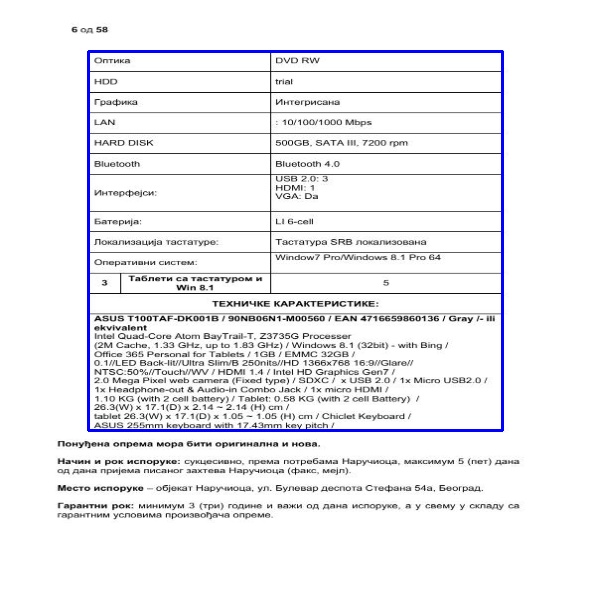 6 од 58
Оптика DVD RW
HDD trial
Графика Интегрисана
LAN : 10/100/1000 Mbps
HARD DISK 500GB, SATA III, 7200 rpm
Bluetooth Bluetooth 4.0
Интерфејси: USB 2.0: 3
HDMI: 1
VGA: Da
Батерија: LI 6-cell
Локализација тастатуре: Тастатура SRB локализована
Оперативни систем: Window7 Pro/Windows 8.1 Pro 64
3 Таблети са тастатуром и 5
Win 8.1
ТЕХНИЧКЕ КАРАКТЕРИСТИКЕ:
ASUS T100TAF-DK001B / 90NB06N1-M00560 / EAN 4716659860136 / Gray /- ili
ekvivalent
Intel Quad-Core Atom BayTrail-T, Z3735G Processer
(2M Cache, 1.33 GHz, up to 1.83 GHz) / Windows 8.1 (32bit) - with Bing /
Office 365 Personal for Tablets / 1GB / EMMC 32GB /
0.1//LED Back-lit//Ultra Slim/B 250nits//HD 1366x768 16:9//Glare//
NTSC:50%//Touch//WV / HDMI 1.4 / Intel HD Graphics Gen7 /
2.0 Mega Pixel web camera (Fixed type) / SDXC / x USB 2.0 / 1x Micro USB2.0 /
1x Headphone-out & Audio-in Combo Jack / 1x micro HDMI /
1.10 KG (with 2 cell battery) / Tablet: 0.58 KG (with 2 cell Battery) /
26.3(W) x 17.1(D) x 2.14 ~ 2.14 (H) cm /
tablet 26.3(W) x 17.1(D) x 1.05 ~ 1.05 (H) cm / Chiclet Keyboard /
ASUS 255mm keyboard with 17.43mm key pitch /
Понуђена опрема мора бити оригинална и нова.
Начин и рок испоруке: сукцесивно, према потребама Наручиоца, максимум 5 (пет) дана
од дана пријема писаног захтева Наручиоца (факс, мејл).
Место испоруке – објекат Наручиоца, ул. Булевар деспота Стефана 54а, Београд.
Гарантни рок: минимум 3 (три) године и важи од дана испоруке, а у свему у складу са
гарантним условима произвођача опреме.